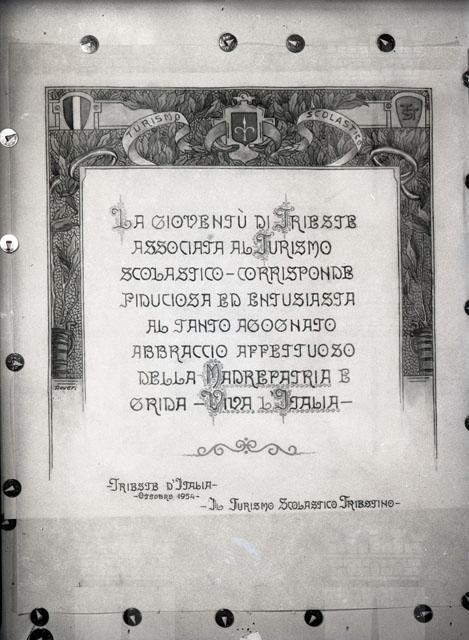 TURISMO SCOLASTICO
LA GIOVENTÙ DI TRIESTE
ASSOCIATA AL TURISMO
SCOLASTICO – CORRISPONDE
FIDUCIOSA ED ENTUSIASTA
AL TANTO AGOGNATO
ABBRACCIO AFFETTUOSO
DELLA MADREPATRIA E
GRIDA – VIVA L'ITALIA –
– TRIESTE D'ITALIA –
– OTTOBRE 1954 –
– IL TURISMO SCOLASTICO TRIESTINO –